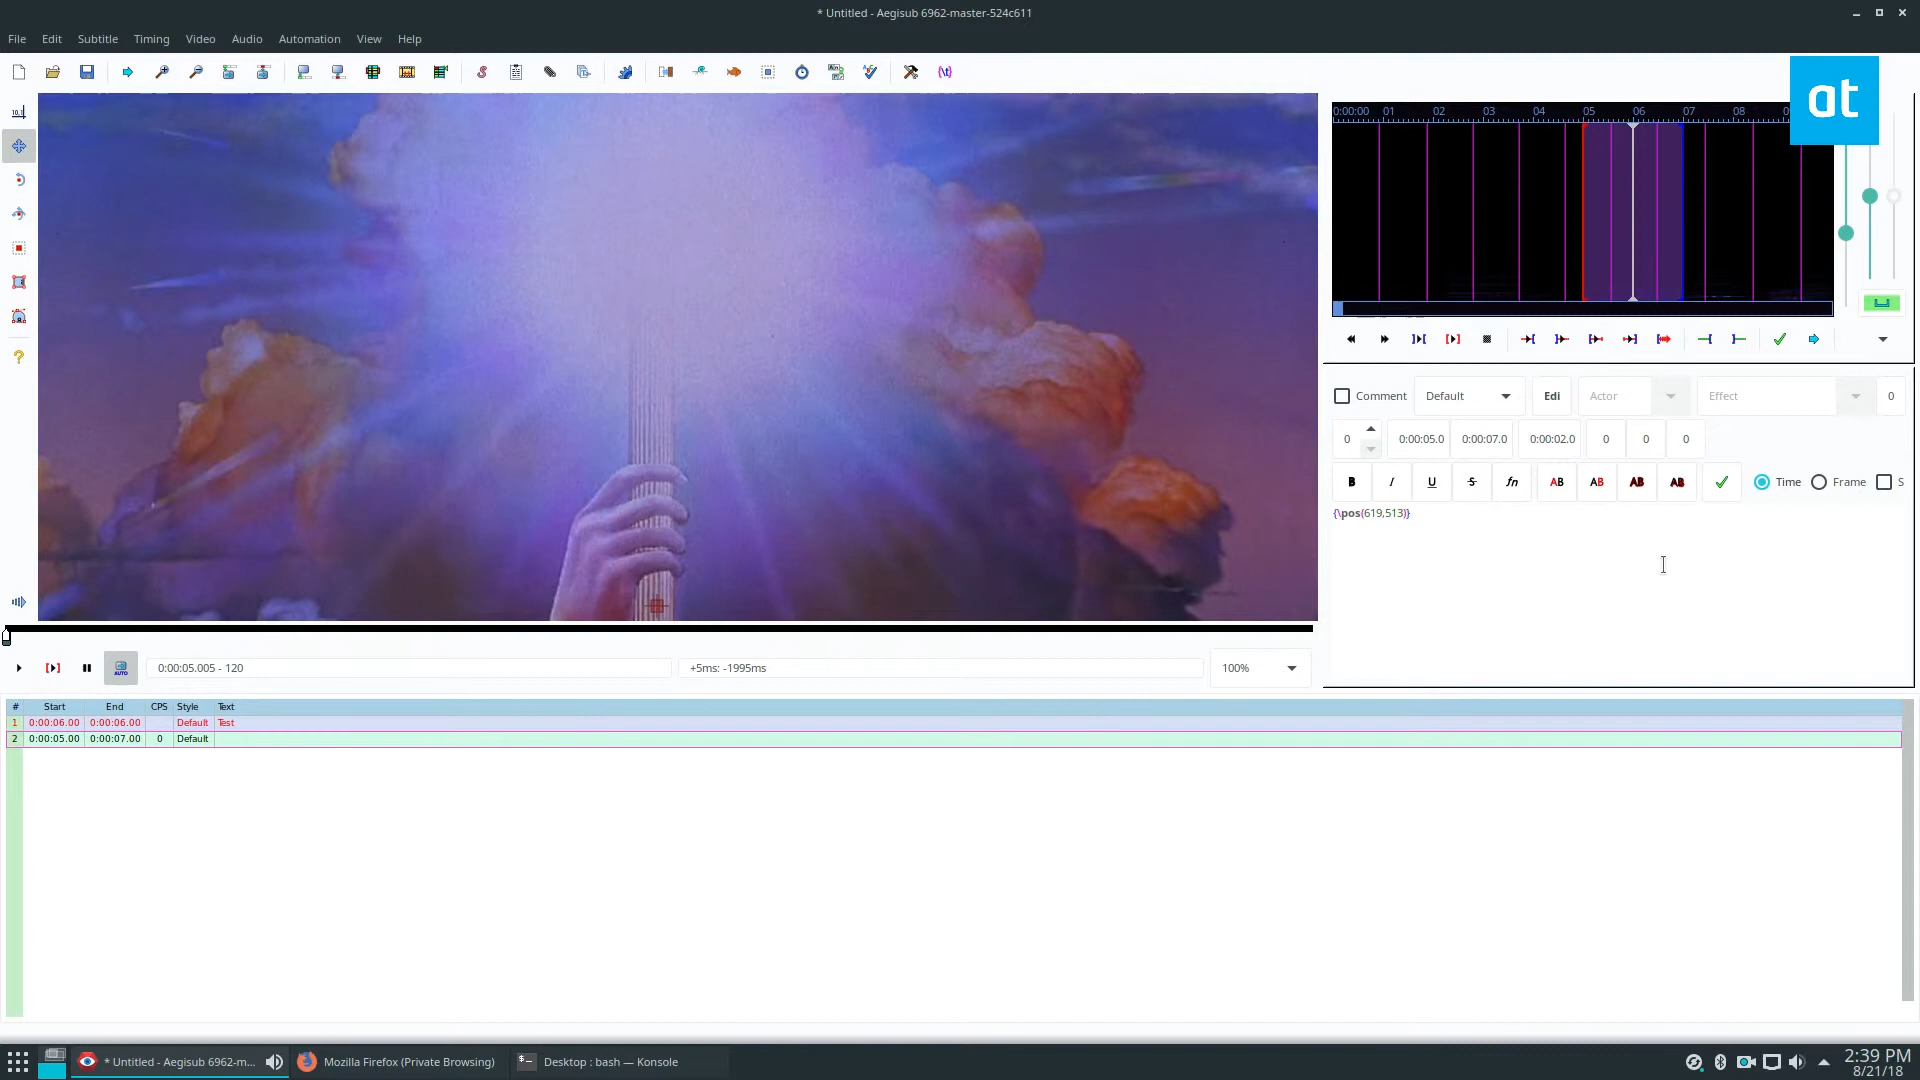 * Untitled - Aegisub 6962-master-524c611
File Edit Subtitle Timing Video Audio Automation View Help
at
0:00:00 01 02 03 04 05 06 07 08
Comment Default Edi Actor Effect 0
0 0:00:05.0 0:00:07.0 0:00:02.0 0 0 0
B I U S fn AB AB AB AB Time Frame S
{\pos(619,513)}
AUTO 0:00:05.005 - 120 +5ms: -1995ms 100%
# Start End CPS Style Text
1 0:00:06.00 0:00:06.00 Default Test
2 0:00:05.00 0:00:07.00 0 Default
* Untitled - Aegisub 6962-m... Mozilla Firefox (Private Browsing) Desktop : bash — Konsole 2:39 PM
8/21/18